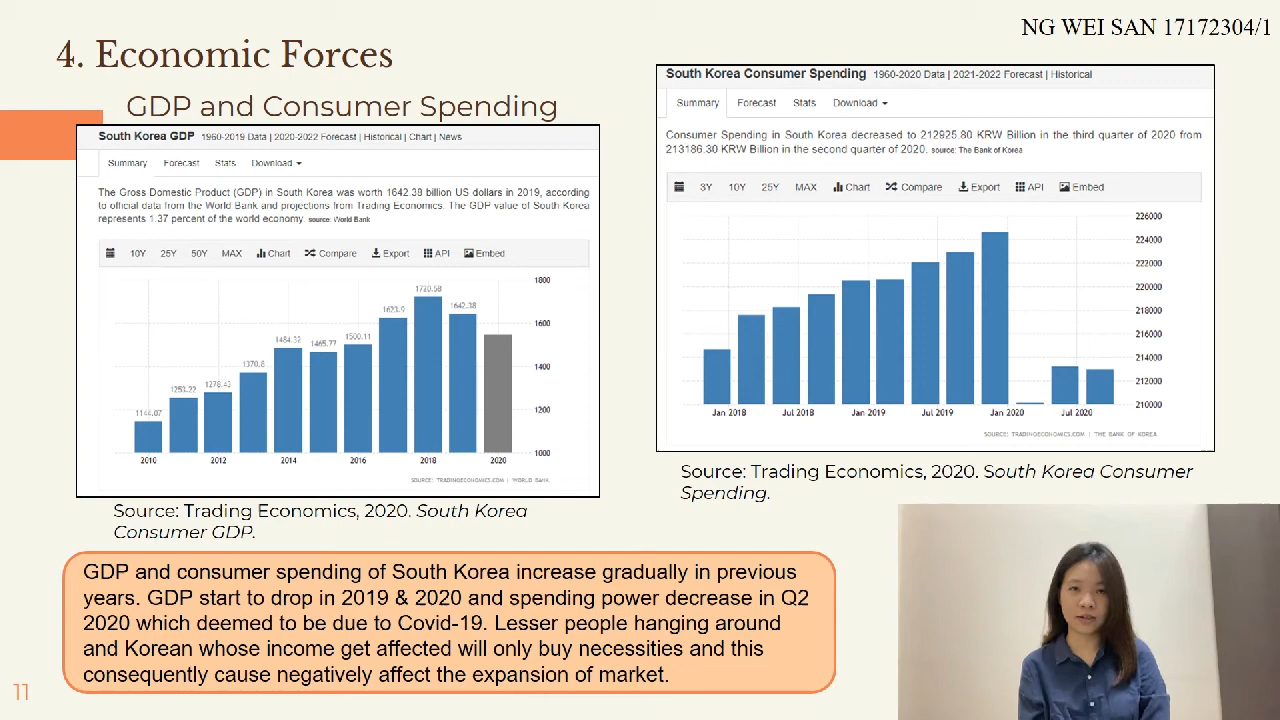 NG WEI SAN 17172304/1
4. Economic Forces
GDP and Consumer Spending
South Korea GDP 1960-2019 Data | 2020-2022 Forecast | Historical | Chart | News
Summary Forecast Stats Download
The Gross Domestic Product (GDP) in South Korea was worth 1642.38 billion US dollars in 2019, according
to official data from the World Bank and projections from Trading Economics. The GDP value of South Korea
represents 1.37 percent of the world economy. source: World Bank
10Y 25Y 50Y MAX Chart Compare Export API Embed
1800
1600
1400
1200
1000
1144.07
1253.22
1278.43
1370.8
1484.32
1465.77
1500.11
1623.9
1720.58
1642.38
2010 2012 2014 2016 2018 2020
SOURCE: TRADINGECONOMICS.COM | WORLD BANK
Source: Trading Economics, 2020. South Korea
Consumer GDP.
South Korea Consumer Spending 1960-2020 Data | 2021-2022 Forecast | Historical
Summary Forecast Stats Download
Consumer Spending in South Korea decreased to 212925.80 KRW Billion in the third quarter of 2020 from
213186.30 KRW Billion in the second quarter of 2020. source: The Bank of Korea
3Y 10Y 25Y MAX Chart Compare Export API Embed
226000
224000
222000
220000
218000
216000
214000
212000
210000
Jan 2018 Jul 2018 Jan 2019 Jul 2019 Jan 2020 Jul 2020
SOURCE: TRADINGECONOMICS.COM | THE BANK OF KOREA
Source: Trading Economics, 2020. South Korea Consumer
Spending.
GDP and consumer spending of South Korea increase gradually in previous
years. GDP start to drop in 2019 & 2020 and spending power decrease in Q2
2020 which deemed to be due to Covid-19. Lesser people hanging around
and Korean whose income get affected will only buy necessities and this
consequently cause negatively affect the expansion of market.
11